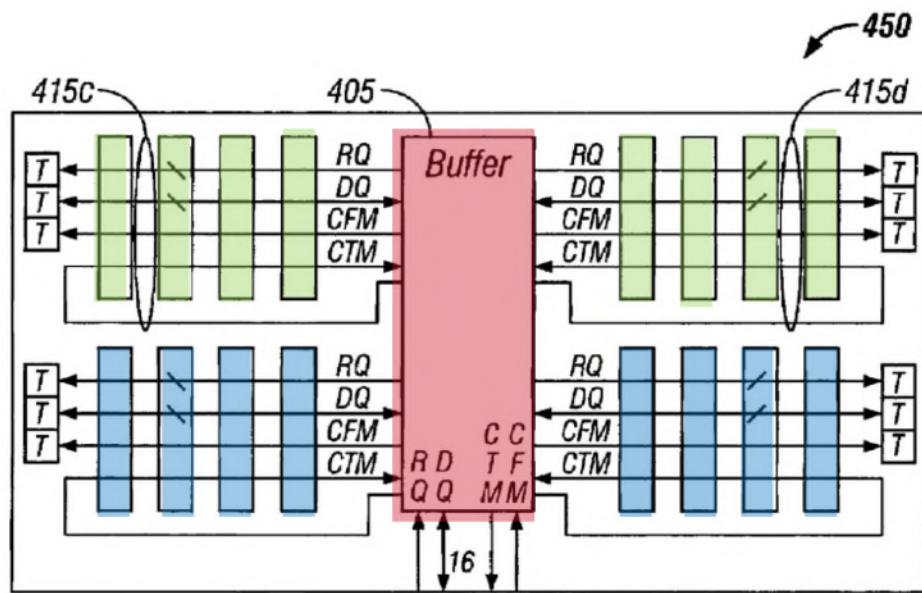 450
415c 405 415d
Buffer
RQ RQ
T T
DQ DQ
T T
CFM CFM
T T
CTM CTM
RQ RQ
T T
DQ DQ
T T
CFM C C CFM
T T
CTM R D T F CTM
Q Q M M
16